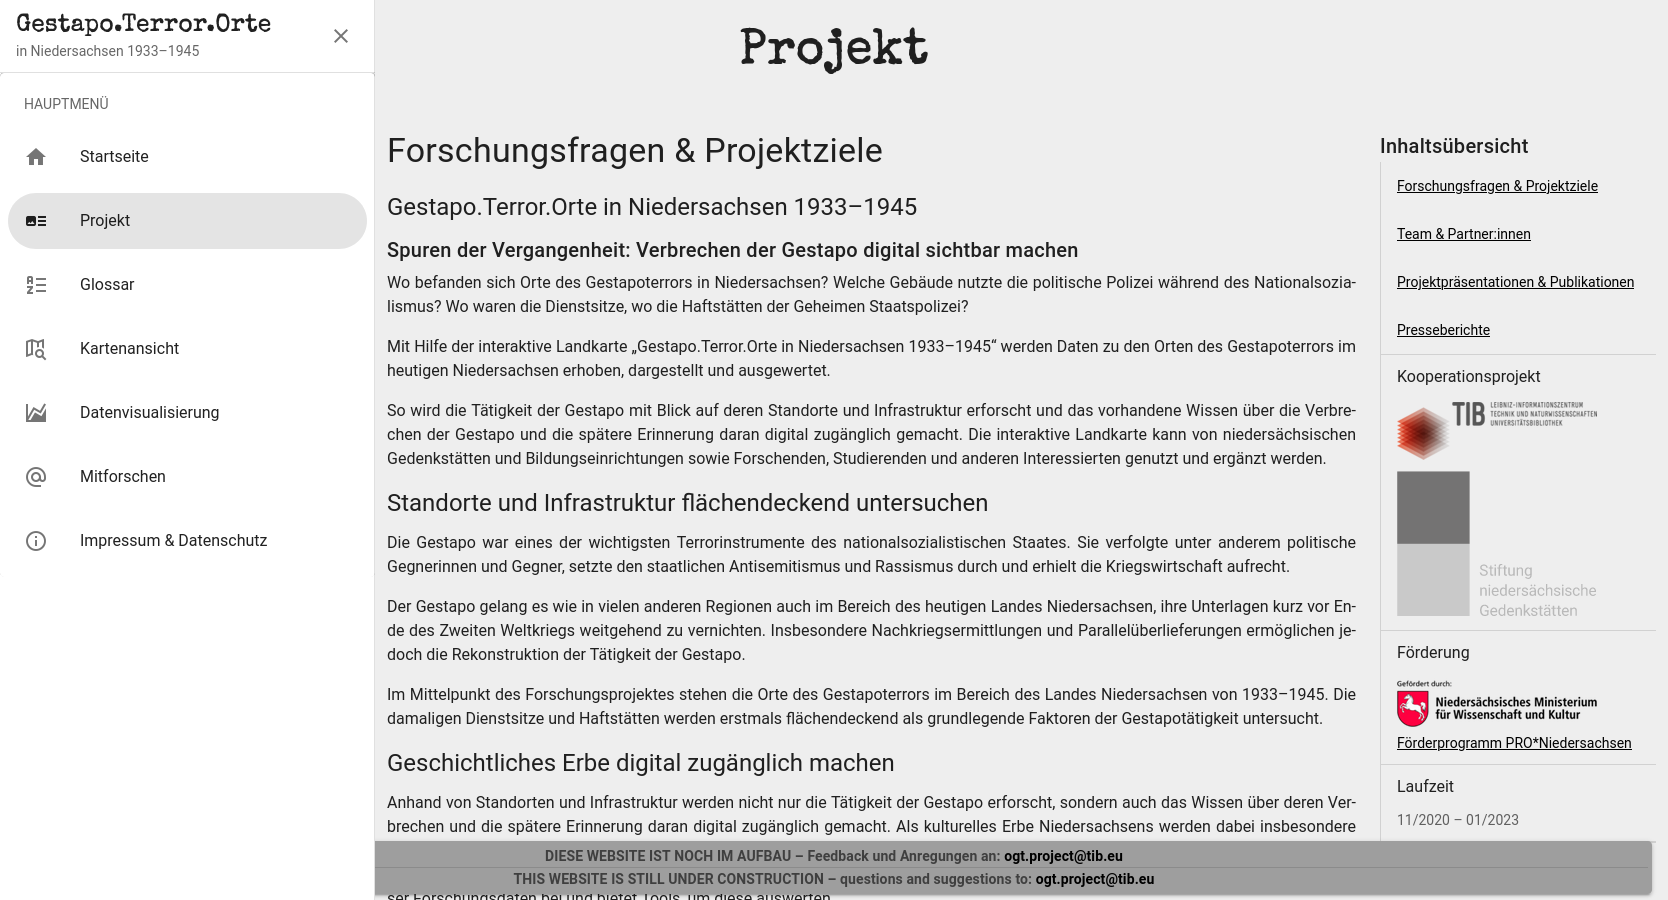 Gestapo.Terror.Orte
in Niedersachsen 1933–1945
HAUPTMENÜ
Startseite
Projekt
Glossar
Kartenansicht
Datenvisualisierung
Mitforschen
Impressum & Datenschutz
Projekt
Forschungsfragen & Projektziele
Gestapo.Terror.Orte in Niedersachsen 1933–1945
Spuren der Vergangenheit: Verbrechen der Gestapo digital sichtbar machen
Wo befinden sich Orte des Gestapoterrors in Niedersachsen? Welche Gebäude nutzte die politische Polizei während des Nationalsozia-
lismus? Wo waren die Dienstsitze, wo die Haftstätten der Geheimen Staatspolizei?
Mit Hilfe der interaktive Landkarte „Gestapo.Terror.Orte in Niedersachsen 1933–1945“ werden Daten zu den Orten des Gestapoterrors im
heutigen Niedersachsen erhoben, dargestellt und ausgewertet.
So wird die Tätigkeit der Gestapo mit Blick auf deren Standorte und Infrastruktur erforscht und das vorhandene Wissen über die Verbre-
chen der Gestapo und die spätere Erinnerung daran digital zugänglich gemacht. Die interaktive Landkarte kann von niedersächsischen
Gedenkstätten und Bildungseinrichtungen sowie Forschenden, Studierenden und anderen Interessierten genutzt und ergänzt werden.
Standorte und Infrastruktur flächendeckend untersuchen
Die Gestapo war eines der wichtigsten Terrorinstrumente des nationalsozialistischen Staates. Sie verfolgte unter anderem politische
Gegnerinnen und Gegner, setzte den staatlichen Antisemitismus und Rassismus durch und erhielt die Kriegswirtschaft aufrecht.
Der Gestapo gelang es wie in vielen anderen Regionen auch im Bereich des heutigen Landes Niedersachsen, ihre Unterlagen kurz vor En-
de des Zweiten Weltkriegs weitgehend zu vernichten. Insbesondere Nachkriegsermittlungen und Parallelüberlieferungen ermöglichen je-
doch die Rekonstruktion der Tätigkeit der Gestapo.
Im Mittelpunkt des Forschungsprojektes stehen die Orte des Gestapoterrors im Bereich des Landes Niedersachsen von 1933–1945. Die
damaligen Dienstsitze und Haftstätten werden erstmals flächendeckend als grundlegende Faktoren der Gestapotätigkeit untersucht.
Geschichtliches Erbe digital zugänglich machen
Anhand von Standorten und Infrastruktur werden nicht nur die Tätigkeit der Gestapo erforscht, sondern auch das Wissen über deren Ver-
brechen und die spätere Erinnerung daran digital zugänglich gemacht. Als kulturelles Erbe Niedersachsens werden dabei insbesondere
ser Forschungsdaten bei und bietet Tools, um diese auswerten
Inhaltsübersicht
Forschungsfragen & Projektziele
Team & Partner:innen
Projektpräsentationen & Publikationen
Presseberichte
Kooperationsprojekt
TIB
LEIBNIZ-INFORMATIONSZENTRUM
TECHNIK UND NATURWISSENSCHAFTEN
UNIVERSITÄTSBIBLIOTHEK
Stiftung
niedersächsische
Gedenkstätten
Förderung
Gefördert durch:
Niedersächsisches Ministerium
für Wissenschaft und Kultur
Förderprogramm PRO*Niedersachsen
Laufzeit
11/2020 – 01/2023
DIESE WEBSITE IST NOCH IM AUFBAU – Feedback und Anregungen an: ogt.project@tib.eu
THIS WEBSITE IS STILL UNDER CONSTRUCTION – questions and suggestions to: ogt.project@tib.eu